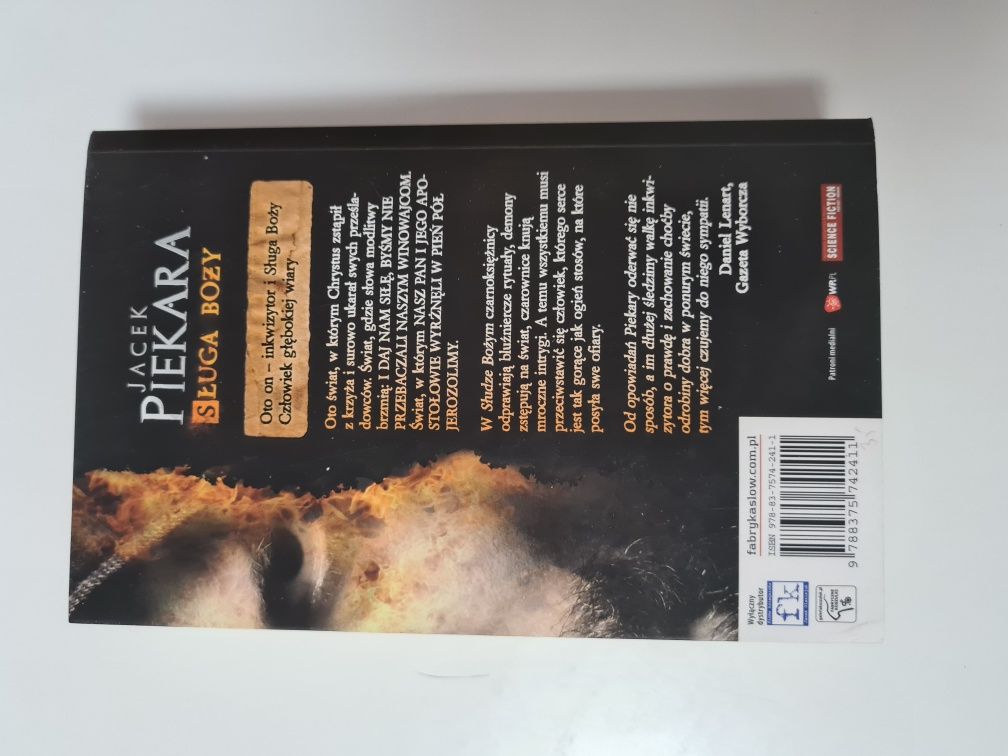 JACEK
PIEKARA
SŁUGA BOŻY
Oto on – inkwizytor i Sługa Boży
Człowiek głębokiej wiary
Oto świat, w którym Chrystus zstąpił
z krzyża i surowo ukarał swych prześla-
dowców. Świat, gdzie słowa modlitwy
brzmią: I DAJ NAM SIŁĘ, BYŚMY NIE
PRZEBACZALI NASZYM WINOWAJCOM.
Świat, w którym NASZ PAN I JEGO APO-
STOŁOWIE WYRŻNĘLI W PIEŃ PÓŁ
JEROZOLIMY.
W Słudze Bożym czarnoksiężnicy
odprawiają bluźniercze rytuały, demony
zstępują na świat, czarownice knują
mroczne intrygi. A temu wszystkiemu musi
przeciwstawić się człowiek, którego serce
jest tak gorące jak ogień stosów, na które
posyła swe ofiary.
Od opowiadań Piekary oderwać się nie
sposób, a im dłużej śledzimy walkę inkwi-
zytora o prawdę i zachowanie choćby
odrobiny dobra w ponurym świecie,
tym więcej czujemy do niego sympatii.
Daniel Lenart,
Gazeta Wyborcza
Patroni medialni
WP.PL
SCIENCE FICTION
Wyłączny
dystrybutor
fk
fabrykaslow.com.pl
ISBN 978-83-7574-241-1
9 788375 742411